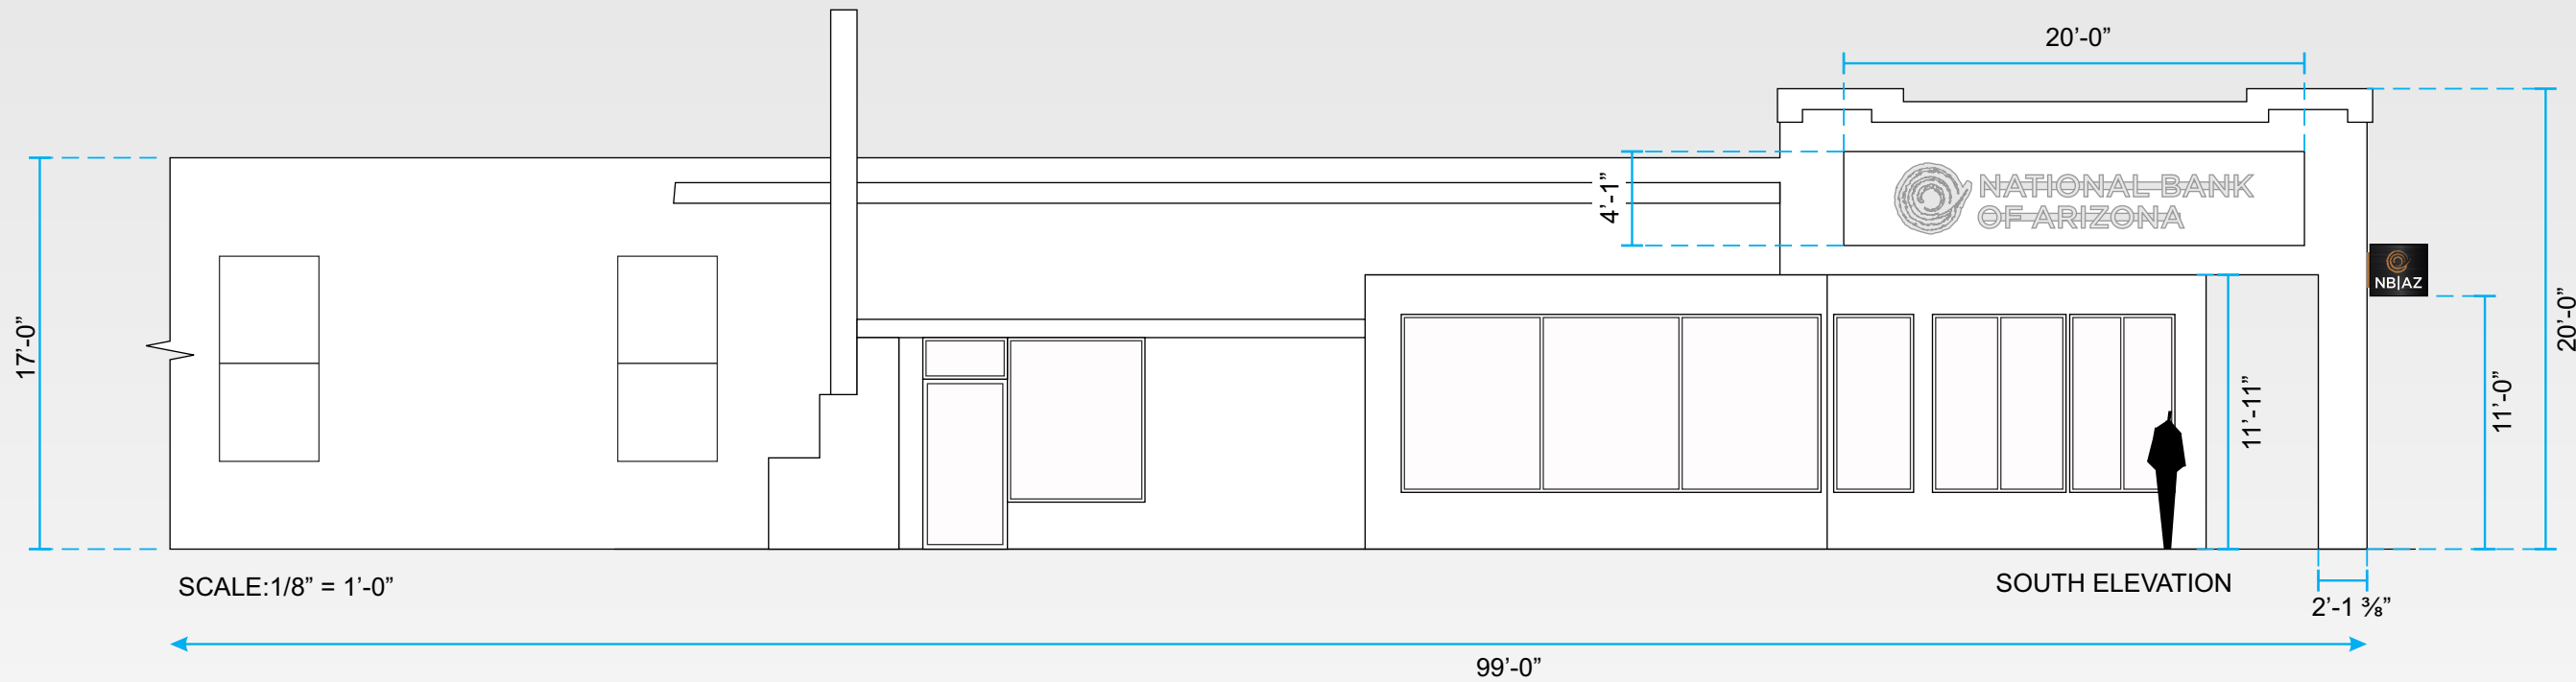 20’-0”
4’-1”
NATIONAL BANK
OF ARIZONA
NB|AZ
17’-0”
20’-0”
11’-0”
11’-11”
SCALE:1/8” = 1’-0”
SOUTH ELEVATION
2’-1 ⅜”
99’-0”